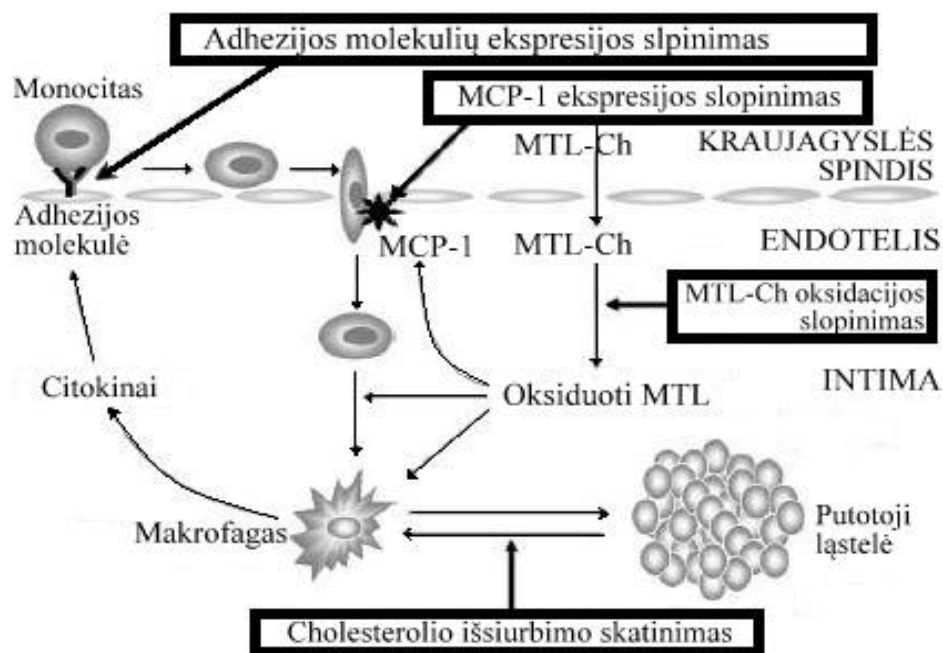 Adhezijos molekulių ekspresijos slpinimas
Monocitas
MCP-1 ekspresijos slopinimas
MTL-Ch
KRAUJAGYSLĖS
SPINDIS
Adhezijos
molekulė
MCP-1
MTL-Ch
ENDOTELIS
MTL-Ch oksidacijos
slopinimas
Citokinai
Oksiduoti MTL
INTIMA
Makrofagas
Putotoji
ląstelė
Cholesterolio išsiurbimo skatinimas